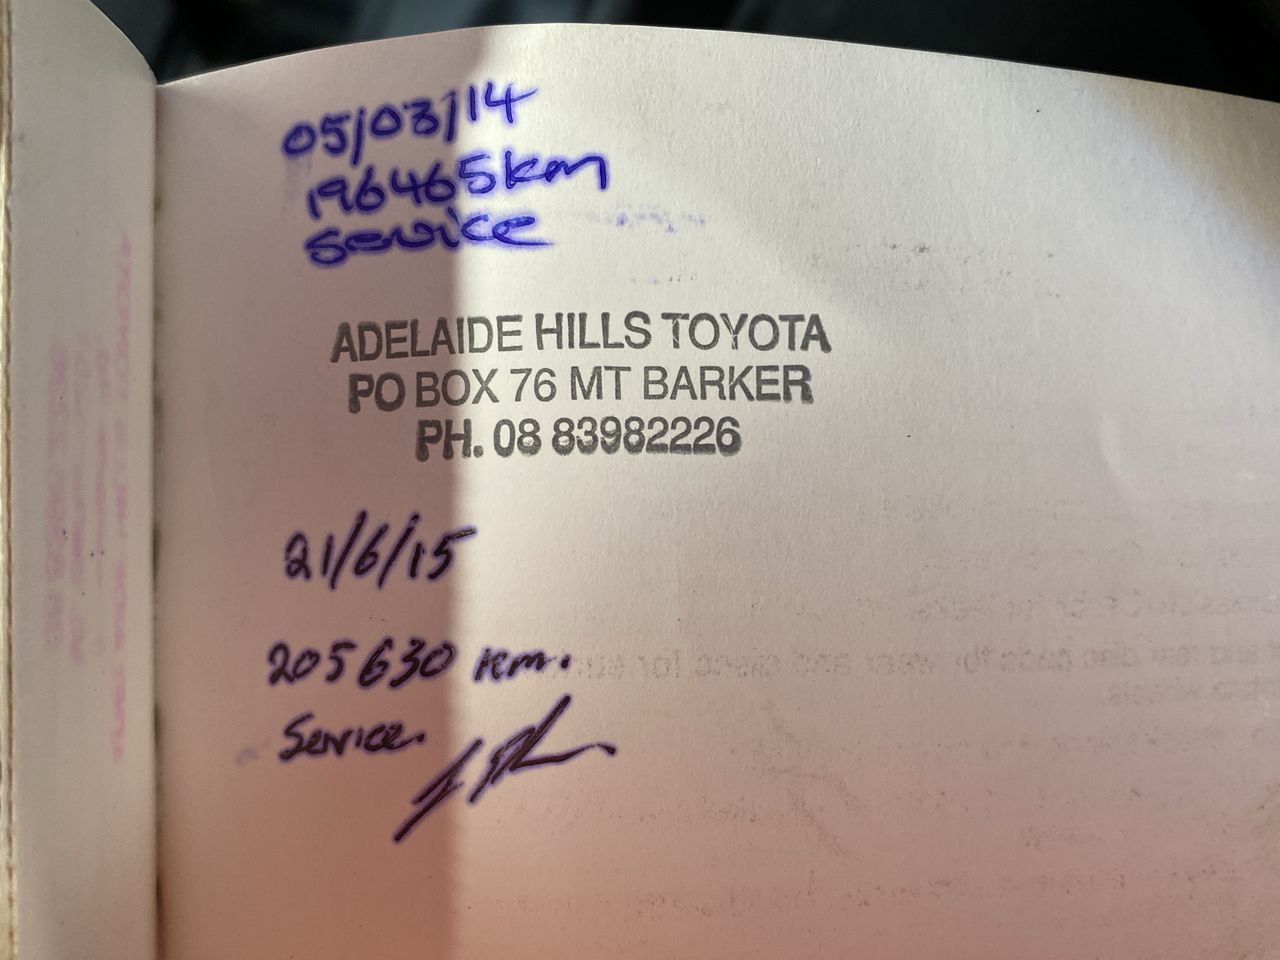 05/03/14
196465km
Service
ADELAIDE HILLS TOYOTA
PO BOX 76 MT BARKER
PH. 08 83982226
21/6/15
205630 km.
Service.